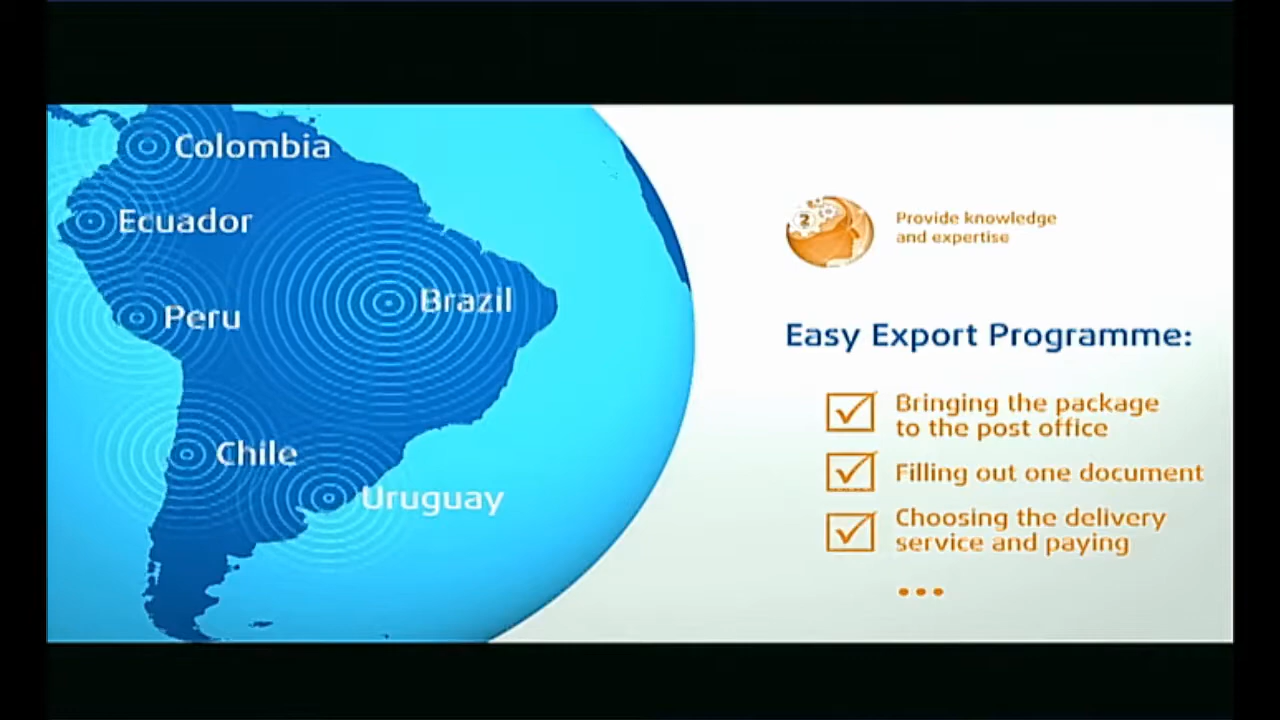 Colombia
Ecuador
Brazil
Peru
Chile
Uruguay
2
Provide knowledge
and expertise
Easy Export Programme:
Bringing the package
to the post office
Filling out one document
Choosing the delivery
service and paying
...